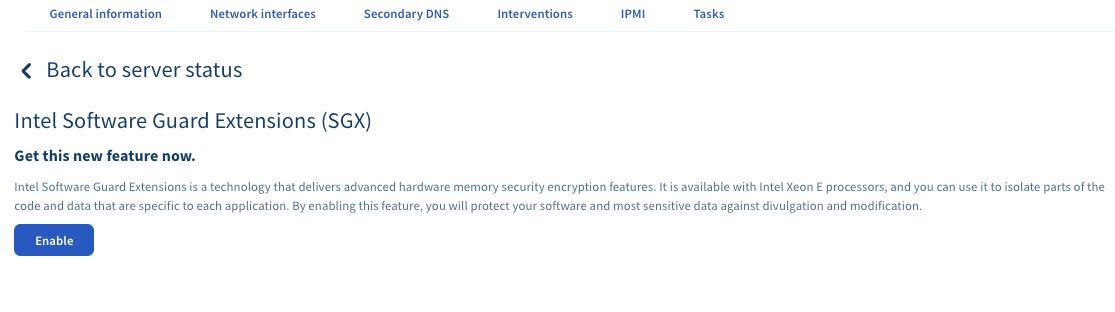 General information Network interfaces Secondary DNS Interventions IPMI Tasks
Back to server status
Intel Software Guard Extensions (SGX)
Get this new feature now.
Intel Software Guard Extensions is a technology that delivers advanced hardware memory security encryption features. It is available with Intel Xeon E processors, and you can use it to isolate parts of the
code and data that are specific to each application. By enabling this feature, you will protect your software and most sensitive data against divulgation and modification.
Enable